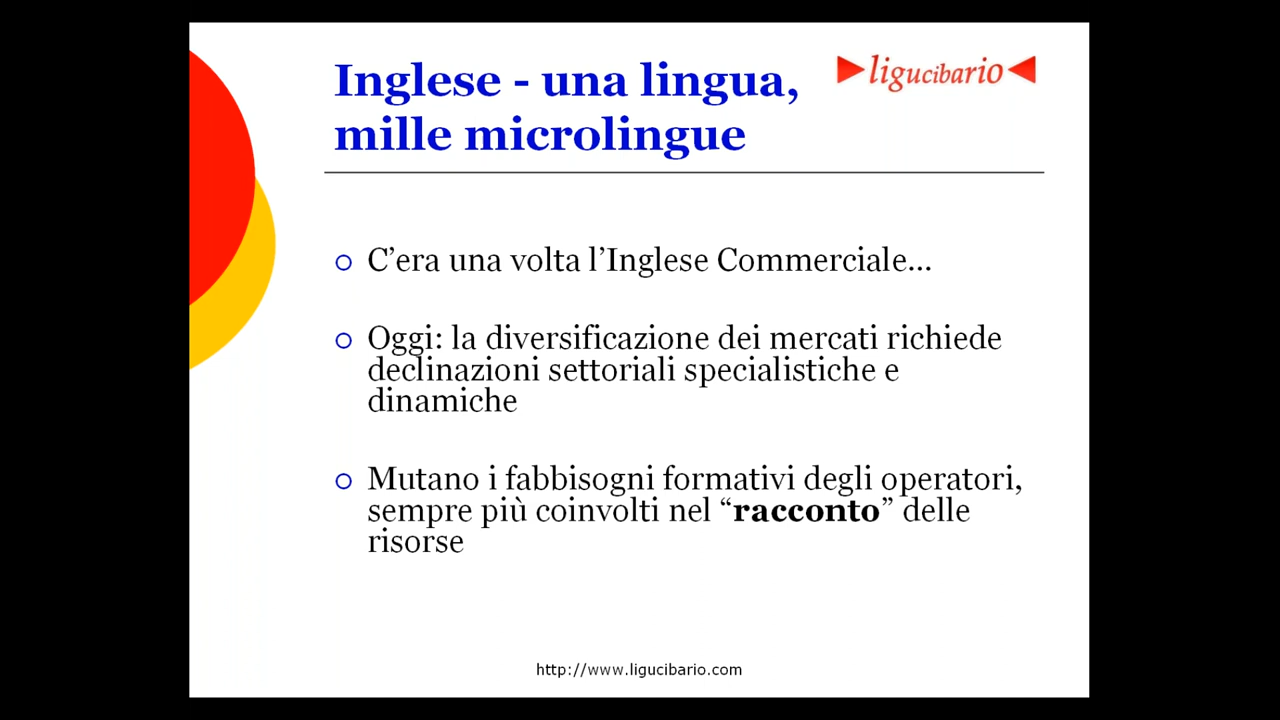 Inglese - una lingua,
mille microlingue
ligucibario
C’era una volta l’Inglese Commerciale…
Oggi: la diversificazione dei mercati richiede
declinazioni settoriali specialistiche e
dinamiche
Mutano i fabbisogni formativi degli operatori,
sempre più coinvolti nel “racconto” delle
risorse
http://www.ligucibario.com